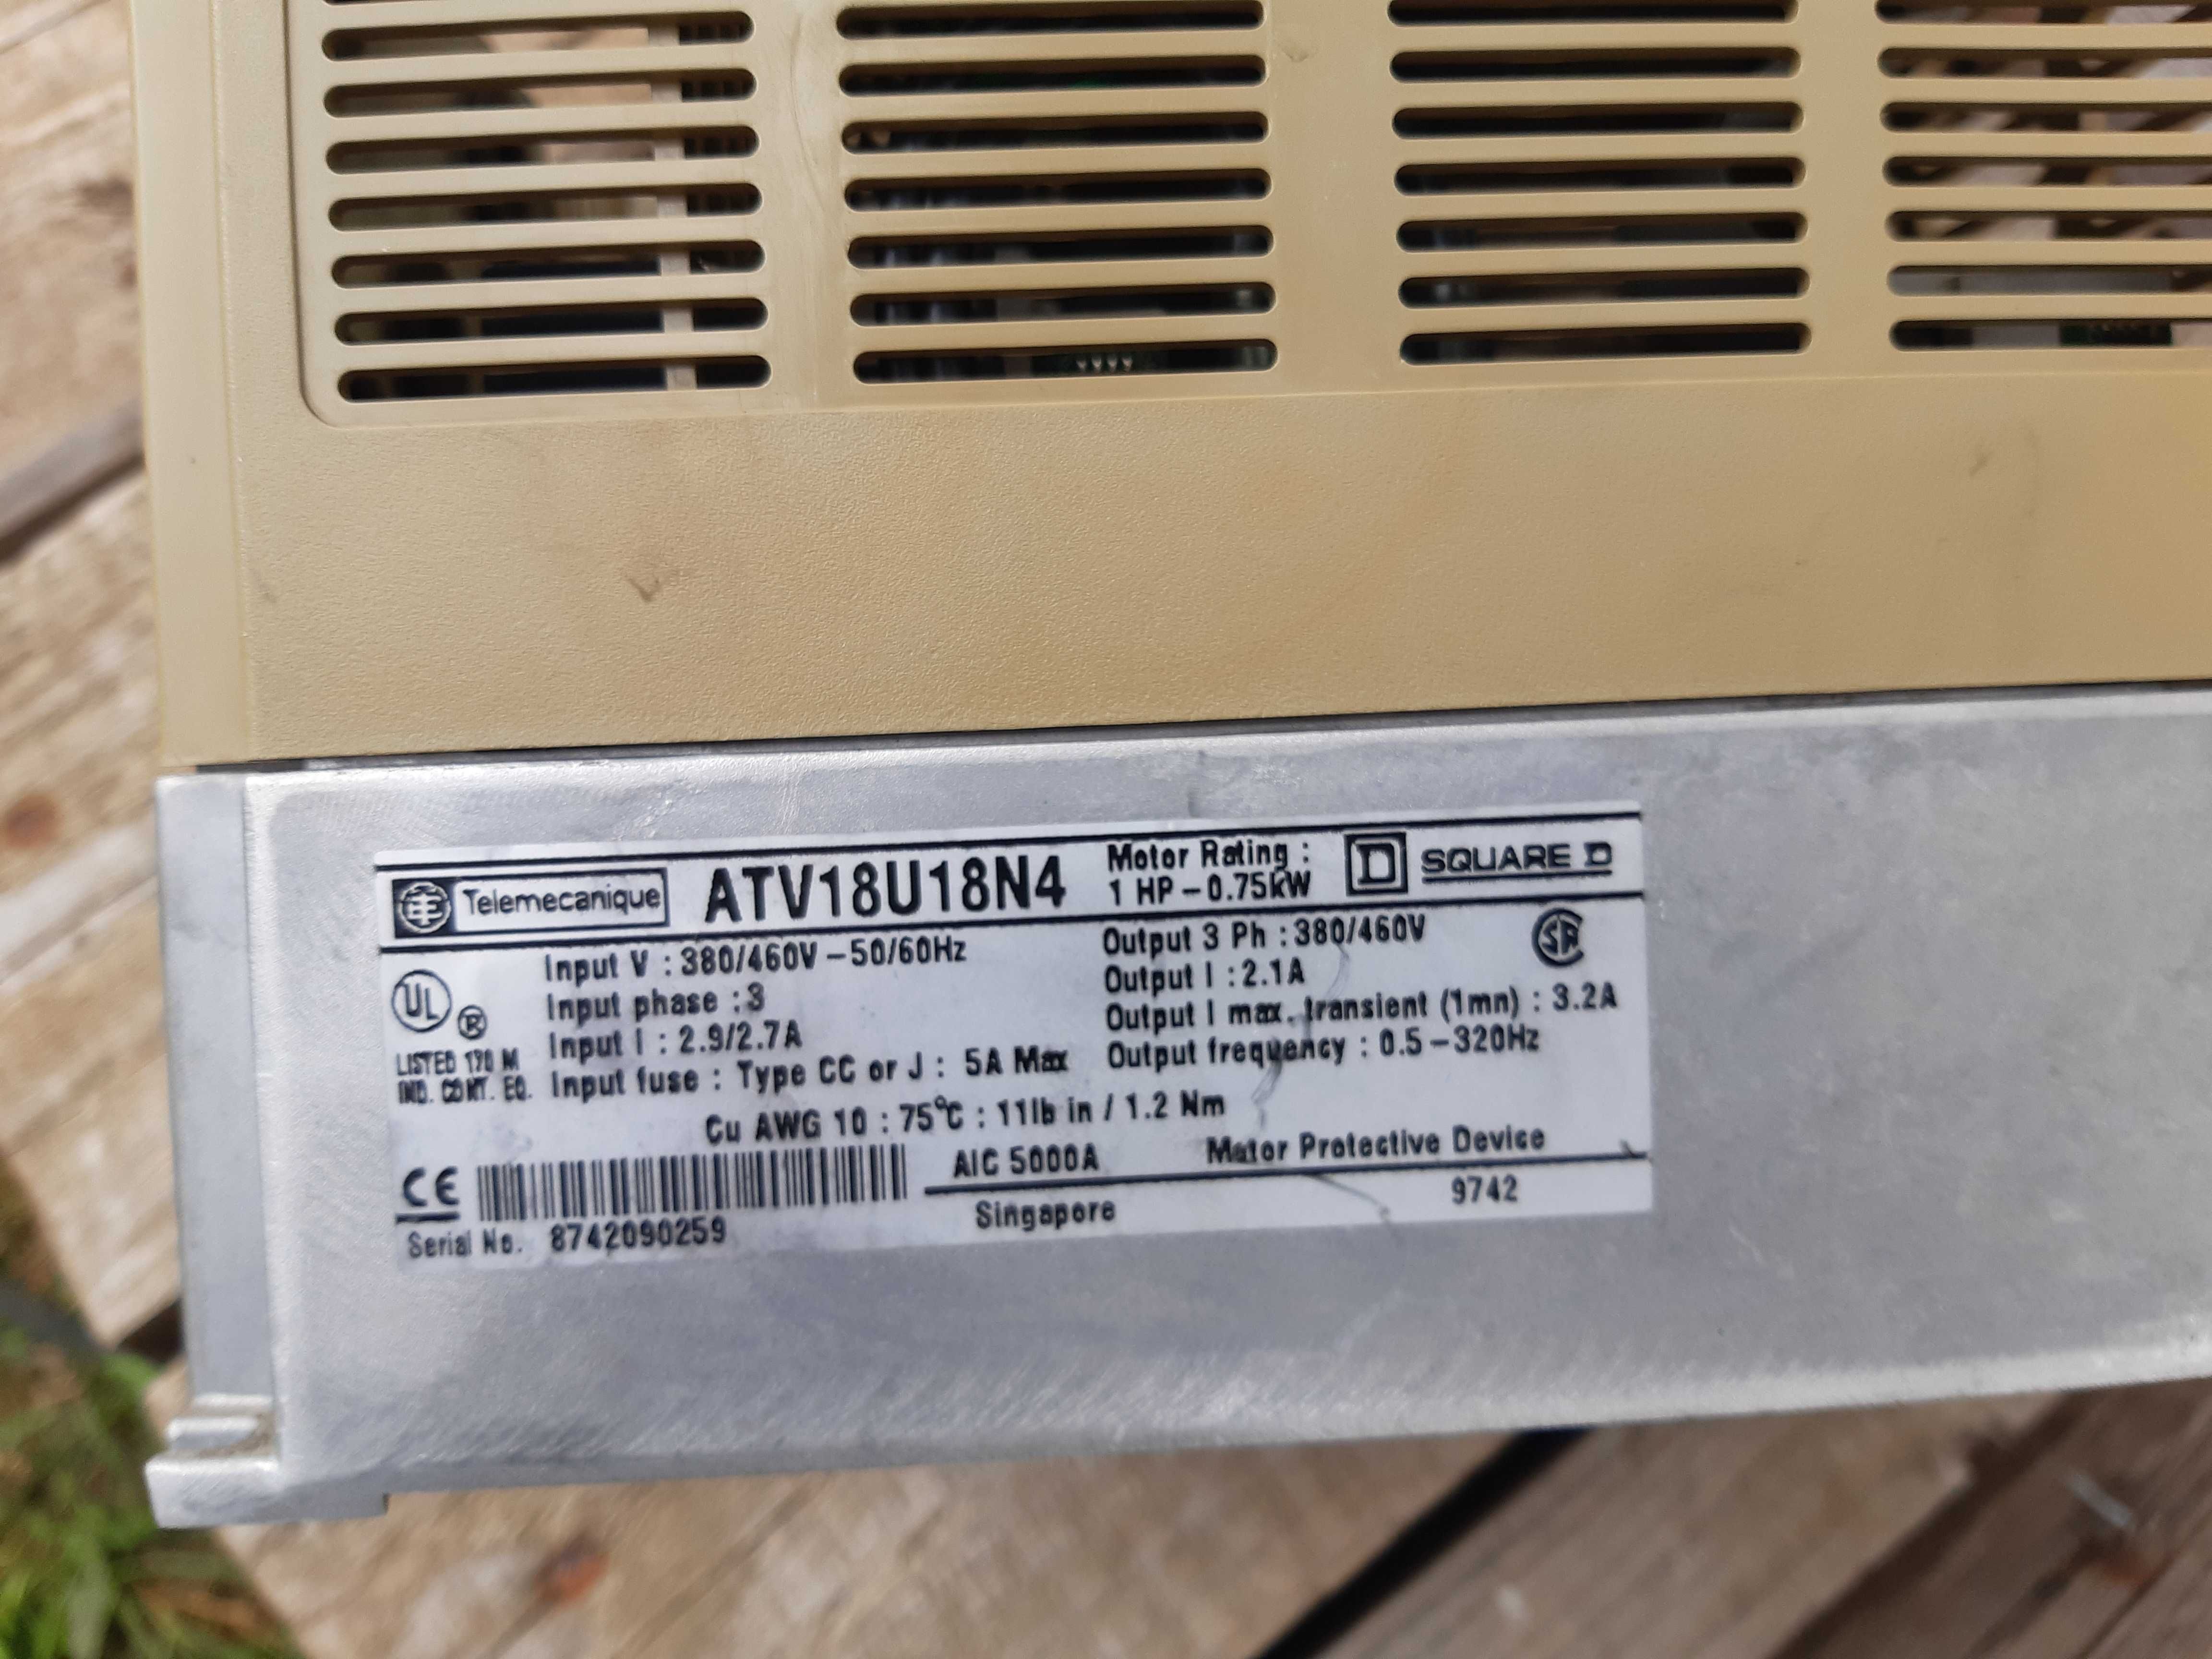 Telemecanique ATV18U18N4 Motor Rating : 1 HP – 0.75kW D SQUARE D
Input V : 380/460V – 50/60Hz
Input phase : 3
Input I : 2.9/2.7A
Input fuse : Type CC or J : 5A Max
Output 3 Ph : 380/460V
Output I : 2.1A
Output I max. transient (1mn) : 3.2A
Output frequency : 0.5 – 320Hz
UL ®
LISTED 170 M
IND. CONT. EQ.
SA
Cu AWG 10 : 75°C : 11lb in / 1.2 Nm
AIC 5000A Motor Protective Device
CE
Singapore 9742
Serial No. 8742090259